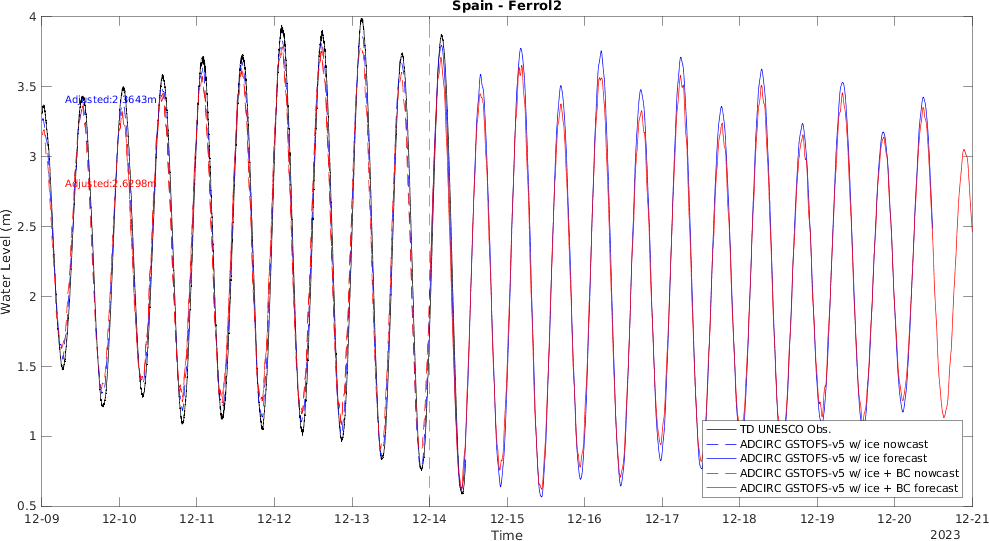 Spain - Ferrol2
Water Level (m)
4
3.5
3
2.5
2
1.5
1
0.5
Adjusted:2.3643m
Adjusted:2.6298m
TD UNESCO Obs.
ADCIRC GSTOFS-v5 w/ ice nowcast
ADCIRC GSTOFS-v5 w/ ice forecast
ADCIRC GSTOFS-v5 w/ ice + BC nowcast
ADCIRC GSTOFS-v5 w/ ice + BC forecast
12-09 12-10 12-11 12-12 12-13 12-14 12-15 12-16 12-17 12-18 12-19 12-20 12-21
Time
2023